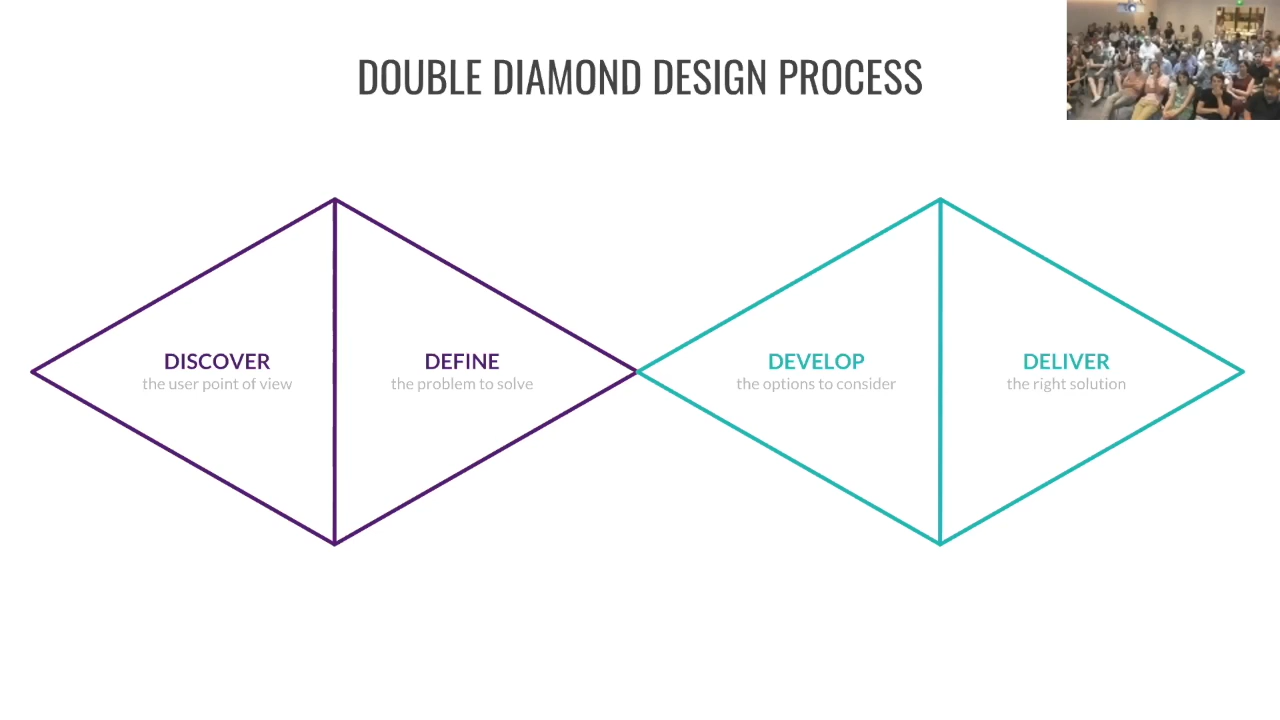 DOUBLE DIAMOND DESIGN PROCESS
DISCOVER
the user point of view
DEFINE
the problem to solve
DEVELOP
the options to consider
DELIVER
the right solution